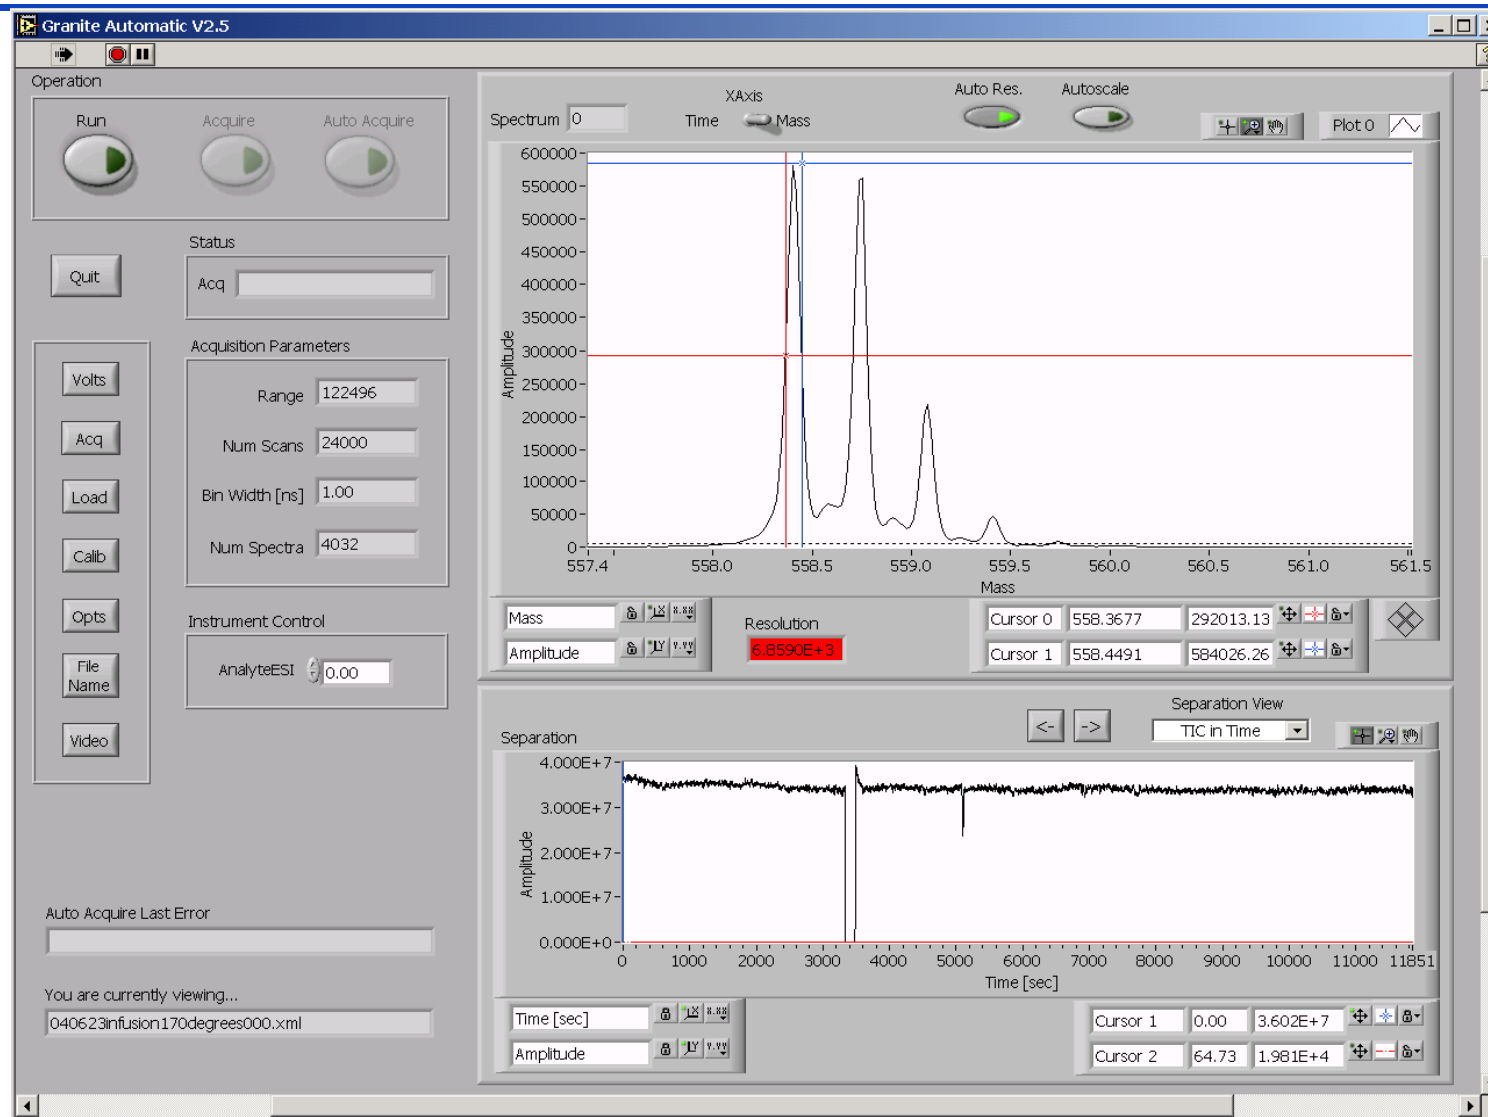 Granite Automatic V2.5
Operation
Run
Acquire
Auto Acquire
Quit
Status
Acq
Acquisition Parameters
Range 122496
Num Scans 24000
Bin Width [ns] 1.00
Num Spectra 4032
Volts
Acq
Load
Calib
Opts
File
Name
Video
Instrument Control
AnalyteESI 0.00
Auto Acquire Last Error
You are currently viewing...
040623infusion170degrees000.xml
Spectrum 0
XAxis
Time Mass
Auto Res.
Autoscale
Plot 0
Amplitude
600000
550000
500000
450000
400000
350000
300000
250000
200000
150000
100000
50000
0
557.4 558.0 558.5 559.0 559.5 560.0 560.5 561.0 561.5
Mass
Mass
X X.XX
Amplitude
Y Y.YY
Resolution
6.8590E+3
Cursor 0 558.3677 292013.13
Cursor 1 558.4491 584026.26
Separation
<- ->
Separation View
TIC in Time
Amplitude
4.000E+7
3.000E+7
2.000E+7
1.000E+7
0.000E+0
0 1000 2000 3000 4000 5000 6000 7000 8000 9000 10000 11000 11851
Time [sec]
Time [sec]
X X.XX
Amplitude
Y Y.YY
Cursor 1 0.00 3.602E+7
Cursor 2 64.73 1.981E+4